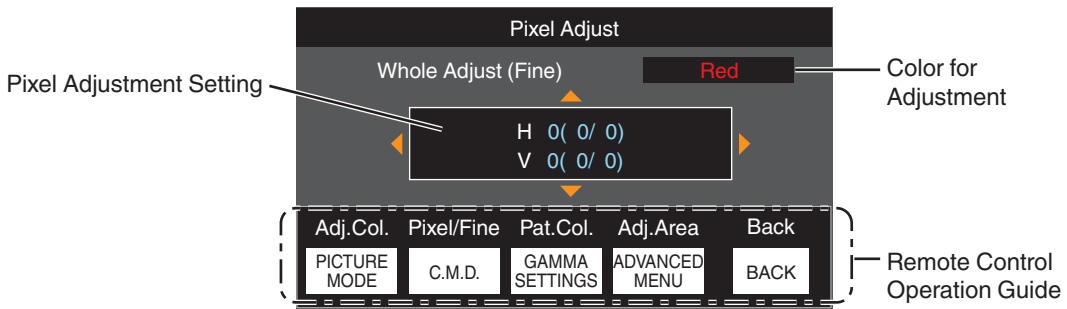 Pixel Adjust
Whole Adjust (Fine) Red
Pixel Adjustment Setting
Color for
Adjustment
H 0( 0/ 0)
V 0( 0/ 0)
Adj.Col. Pixel/Fine Pat.Col. Adj.Area Back
PICTURE
MODE
C.M.D.
GAMMA
SETTINGS
ADVANCED
MENU
BACK
Remote Control
Operation Guide